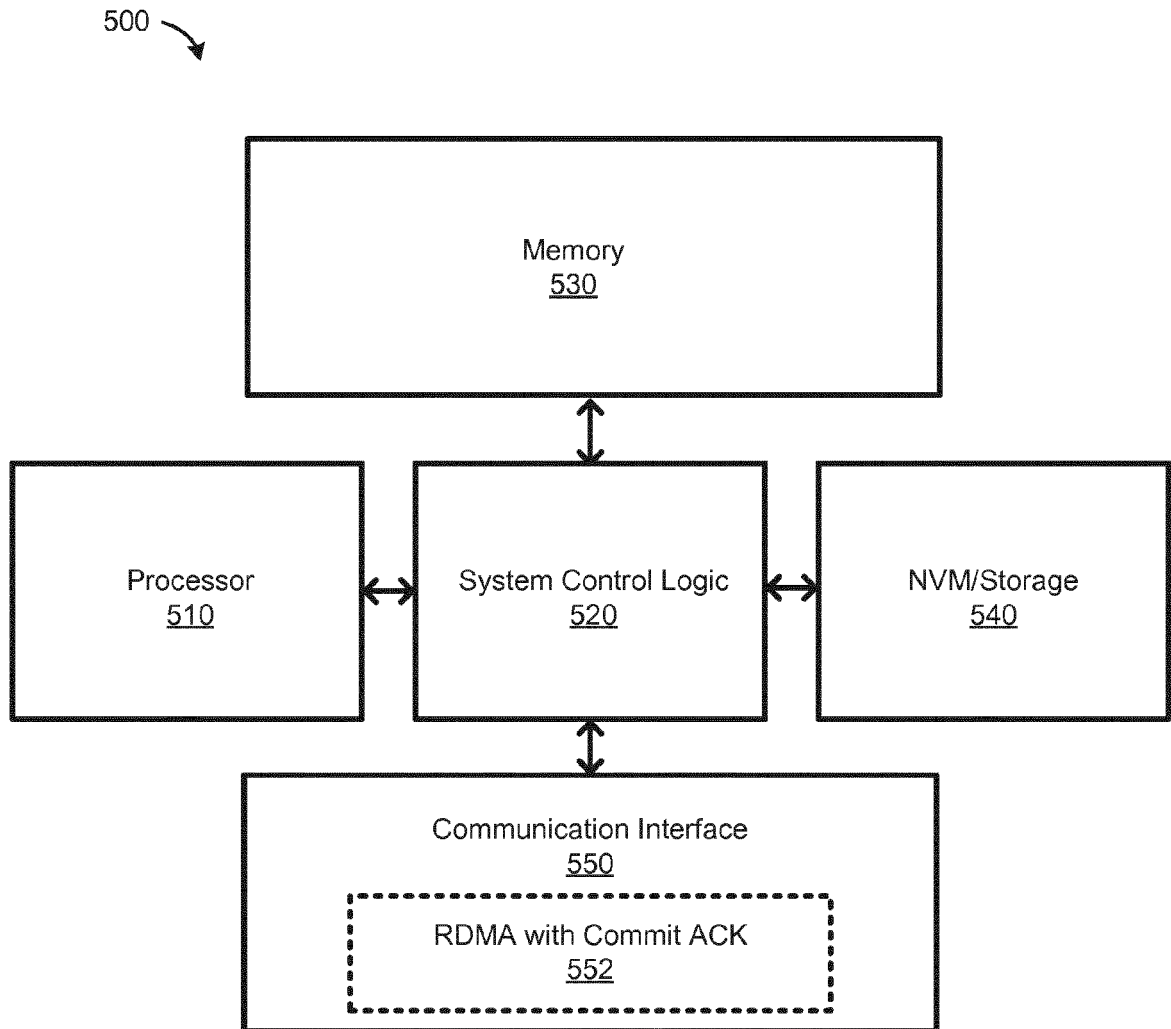 500
Memory
530
Processor
510
System Control Logic
520
NVM/Storage
540
Communication Interface
550
RDMA with Commit ACK
552